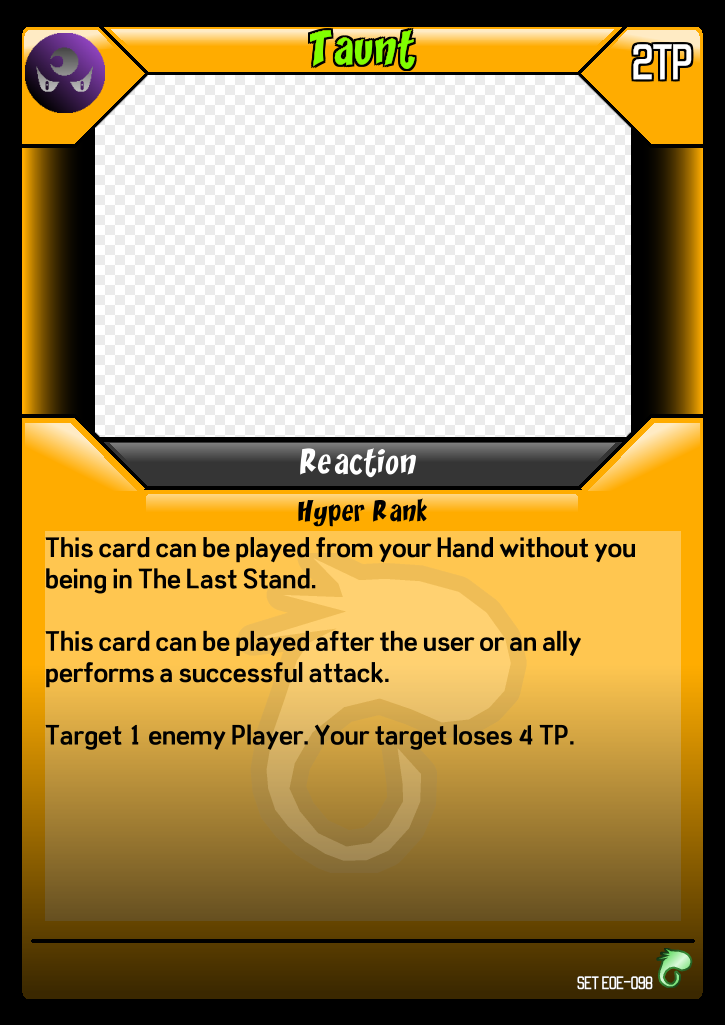 Taunt
2TP
Reaction
Hyper Rank
This card can be played from your Hand without you
being in The Last Stand.
This card can be played after the user or an ally
performs a successful attack.
Target 1 enemy Player. Your target loses 4 TP.
SET EOE-098